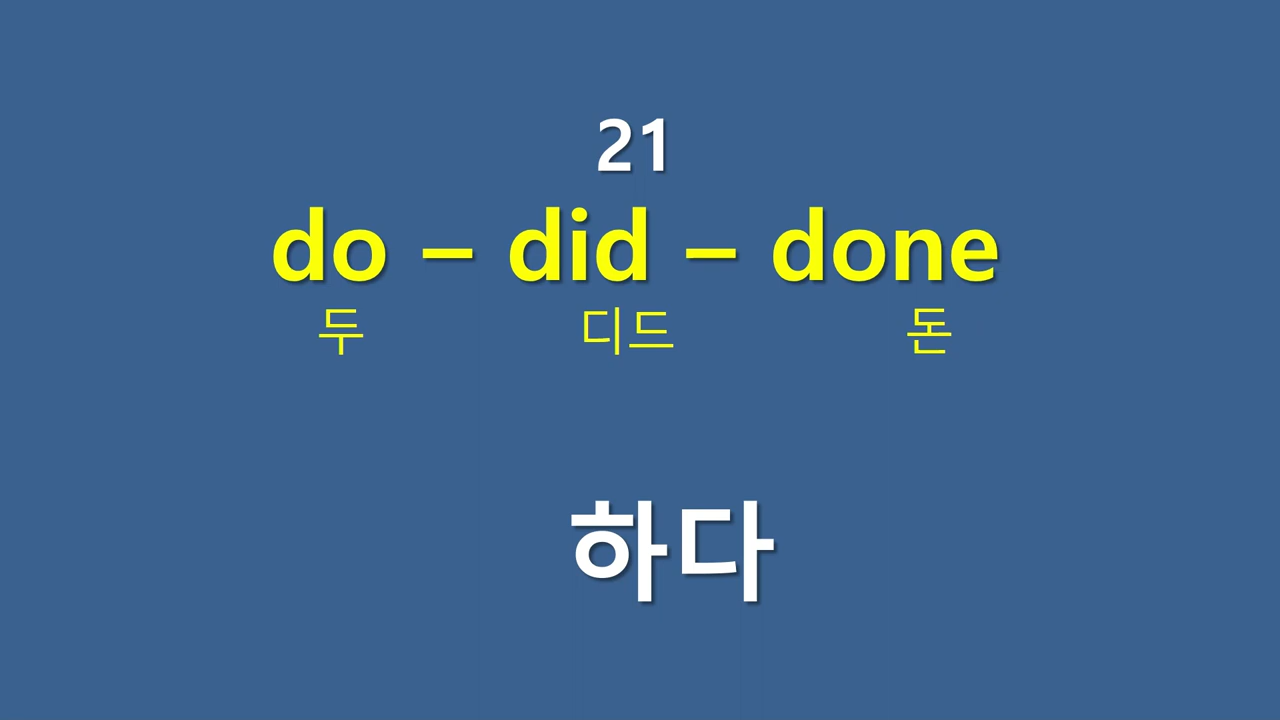 21
do – did – done
두 디드 돈
하다